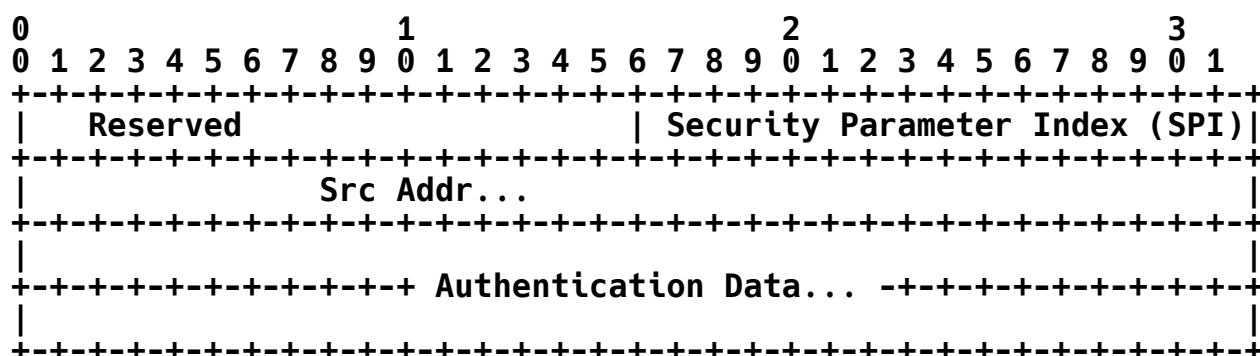 0                   1                   2                   3
0 1 2 3 4 5 6 7 8 9 0 1 2 3 4 5 6 7 8 9 0 1 2 3 4 5 6 7 8 9 0 1
+-+-+-+-+-+-+-+-+-+-+-+-+-+-+-+-+-+-+-+-+-+-+-+-+-+-+-+-+-+-+-+-+
|   Reserved                    | Security Parameter Index (SPI)|
+-+-+-+-+-+-+-+-+-+-+-+-+-+-+-+-+-+-+-+-+-+-+-+-+-+-+-+-+-+-+-+-+
|               Src Addr...                                     |
+-+-+-+-+-+-+-+-+-+-+-+-+-+-+-+-+-+-+-+-+-+-+-+-+-+-+-+-+-+-+-+-+
|                                                               |
+-+-+-+-+-+-+-+-+-+-+ Authentication Data... -+-+-+-+-+-+-+-+-+-+
|                                                               |
+-+-+-+-+-+-+-+-+-+-+-+-+-+-+-+-+-+-+-+-+-+-+-+-+-+-+-+-+-+-+-+-+